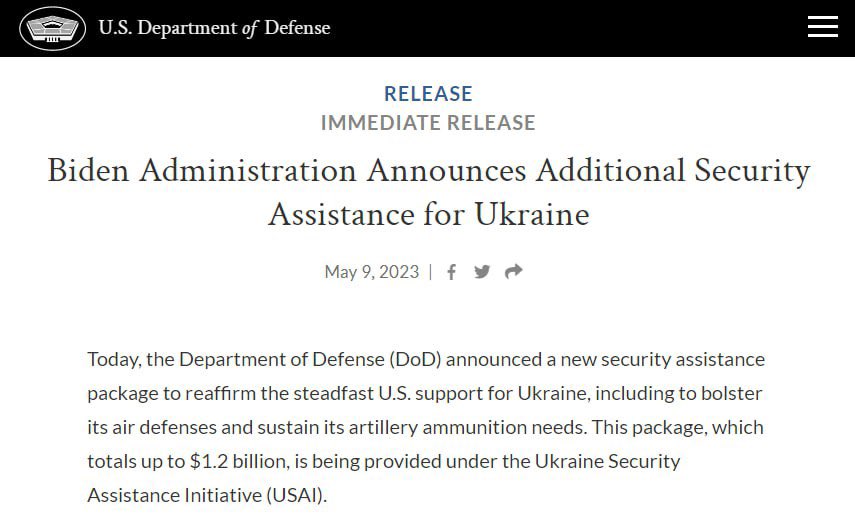 U.S. Department of Defense
RELEASE
IMMEDIATE RELEASE
Biden Administration Announces Additional Security
Assistance for Ukraine
May 9, 2023 |
Today, the Department of Defense (DoD) announced a new security assistance
package to reaffirm the steadfast U.S. support for Ukraine, including to bolster
its air defenses and sustain its artillery ammunition needs. This package, which
totals up to $1.2 billion, is being provided under the Ukraine Security
Assistance Initiative (USAI).